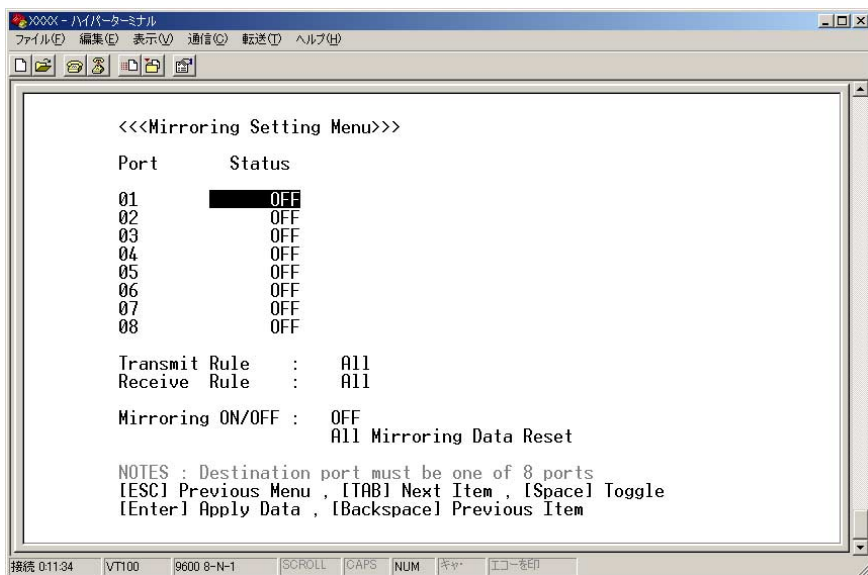 XXXX - ハイパーターミナル
ファイル(F) 編集(E) 表示(V) 通信(C) 転送(T) ヘルプ(H)
<<<Mirroring Setting Menu>>>
Port Status
01 OFF
02 OFF
03 OFF
04 OFF
05 OFF
06 OFF
07 OFF
08 OFF
Transmit Rule : All
Receive Rule : All
Mirroring ON/OFF : OFF
All Mirroring Data Reset
NOTES : Destination port must be one of 8 ports
[ESC] Previous Menu , [TAB] Next Item , [Space] Toggle
[Enter] Apply Data , [Backspace] Previous Item
接続 0:11:34 VT100 9600 8-N-1 SCROLL CAPS NUM キャ エコーを印